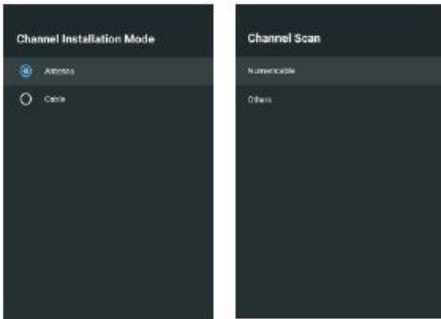 Channel Installation Mode
Antenna
Cable
Channel Scan
Numericable
Others